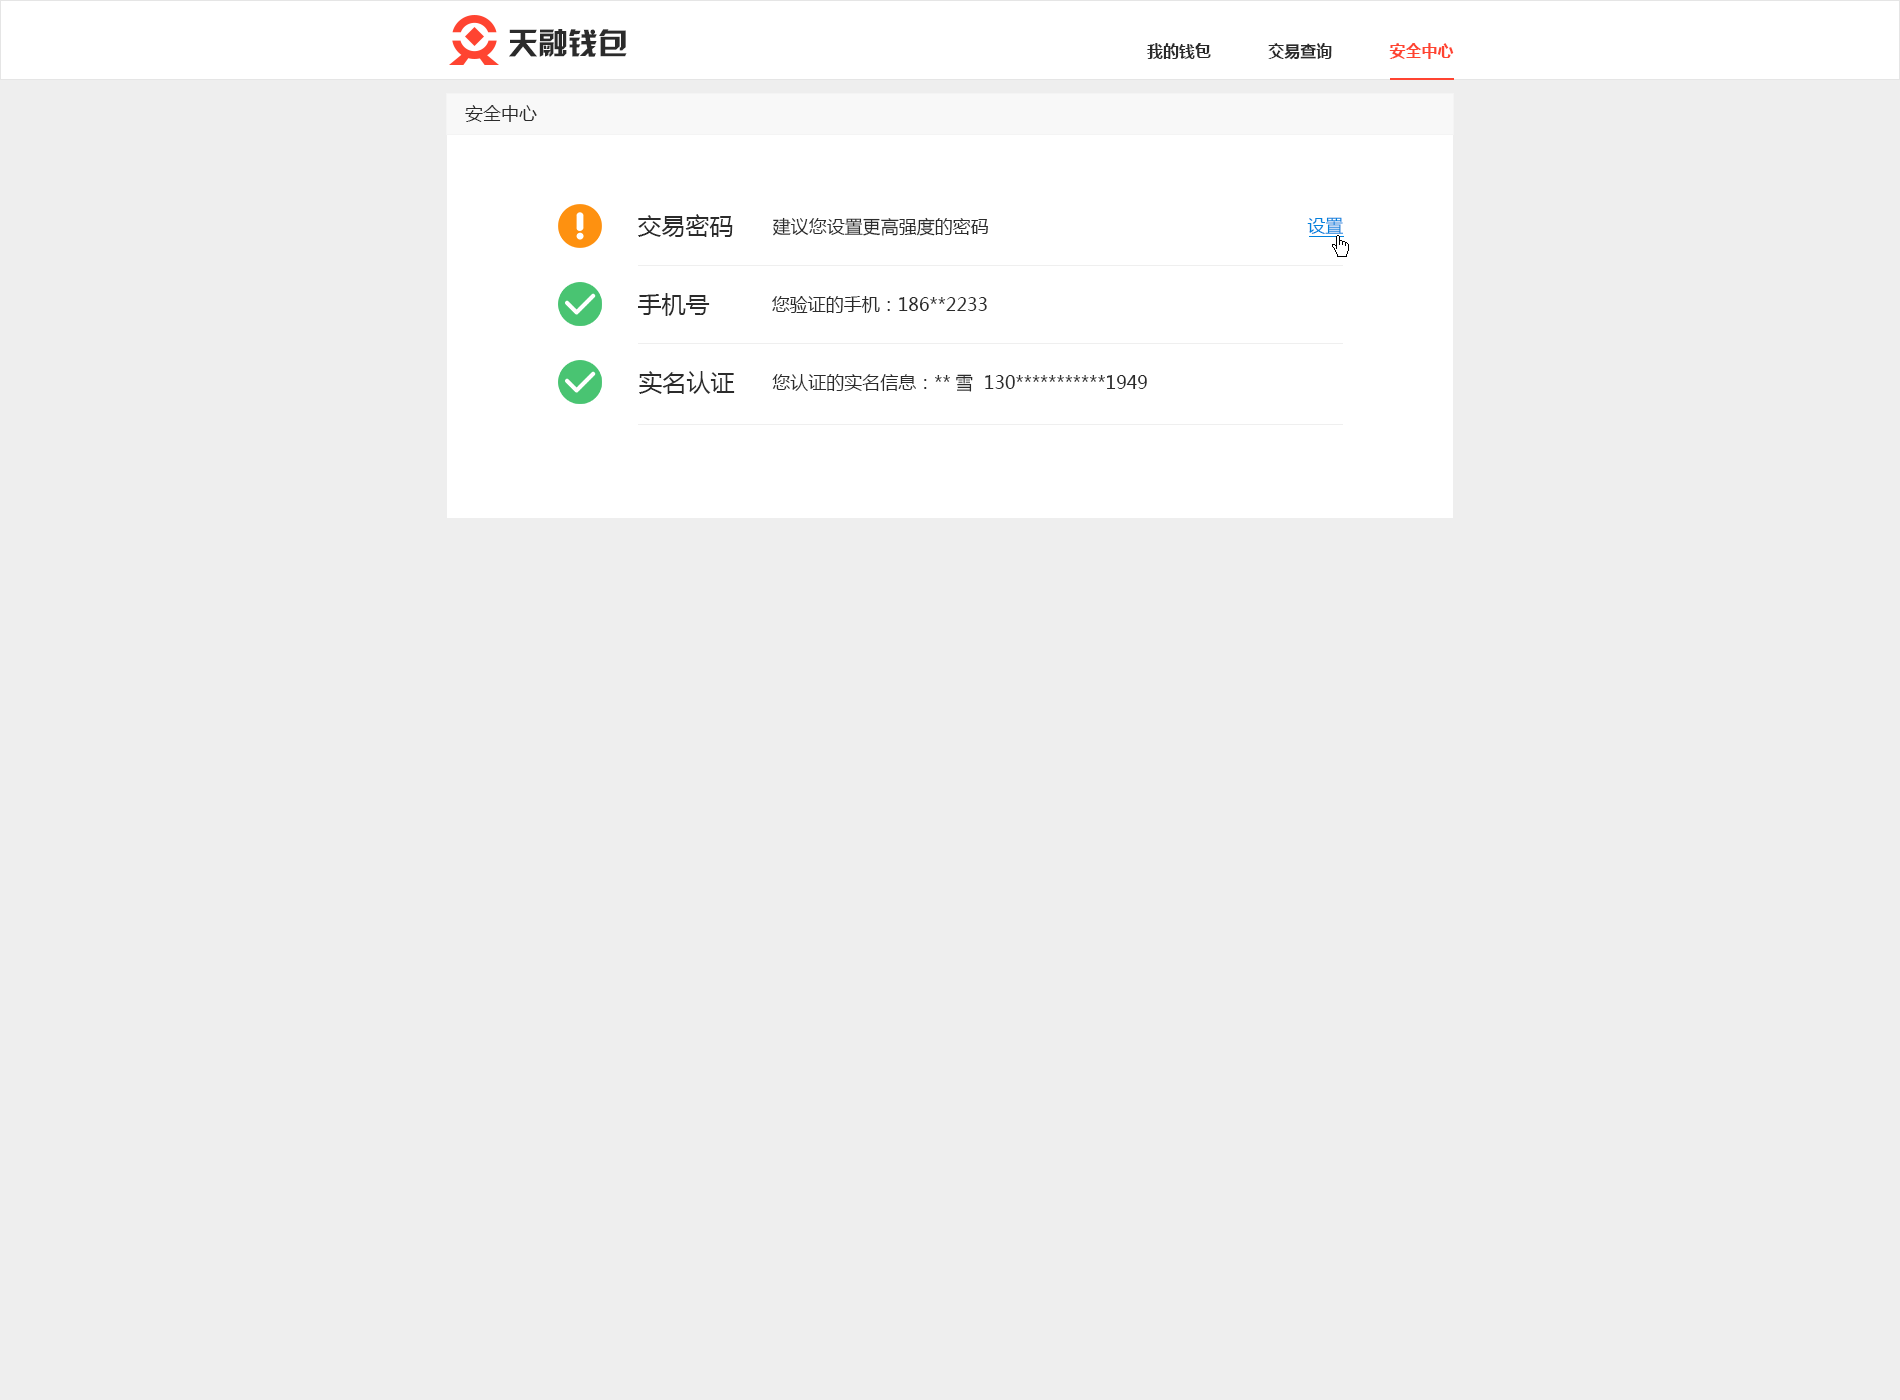 天融钱包
我的钱包 交易查询 安全中心
安全中心
交易密码 建议您设置更高强度的密码 设置
手机号 您验证的手机：186**2233
实名认证 您认证的实名信息：** 雪 130***********1949